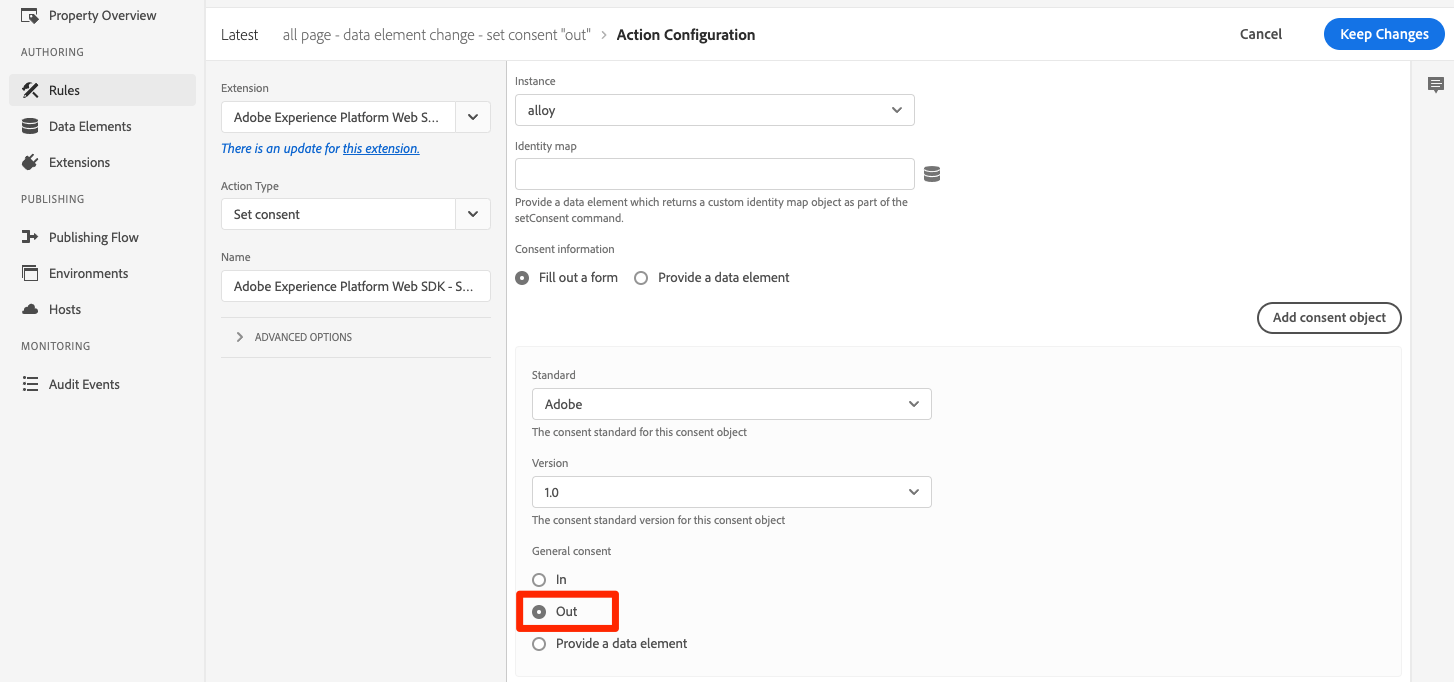 Property Overview
AUTHORING
Rules
Data Elements
Extensions
PUBLISHING
Publishing Flow
Environments
Hosts
MONITORING
Audit Events
Latest all page - data element change - set consent "out" > Action Configuration
Cancel
Keep Changes
Extension
Adobe Experience Platform Web S...
There is an update for this extension.
Action Type
Set consent
Name
Adobe Experience Platform Web SDK - S...
ADVANCED OPTIONS
Instance
alloy
Identity map
Provide a data element which returns a custom identity map object as part of the
setConsent command.
Consent information
Fill out a form Provide a data element
Add consent object
Standard
Adobe
The consent standard for this consent object
Version
1.0
The consent standard version for this consent object
General consent
In
Out
Provide a data element